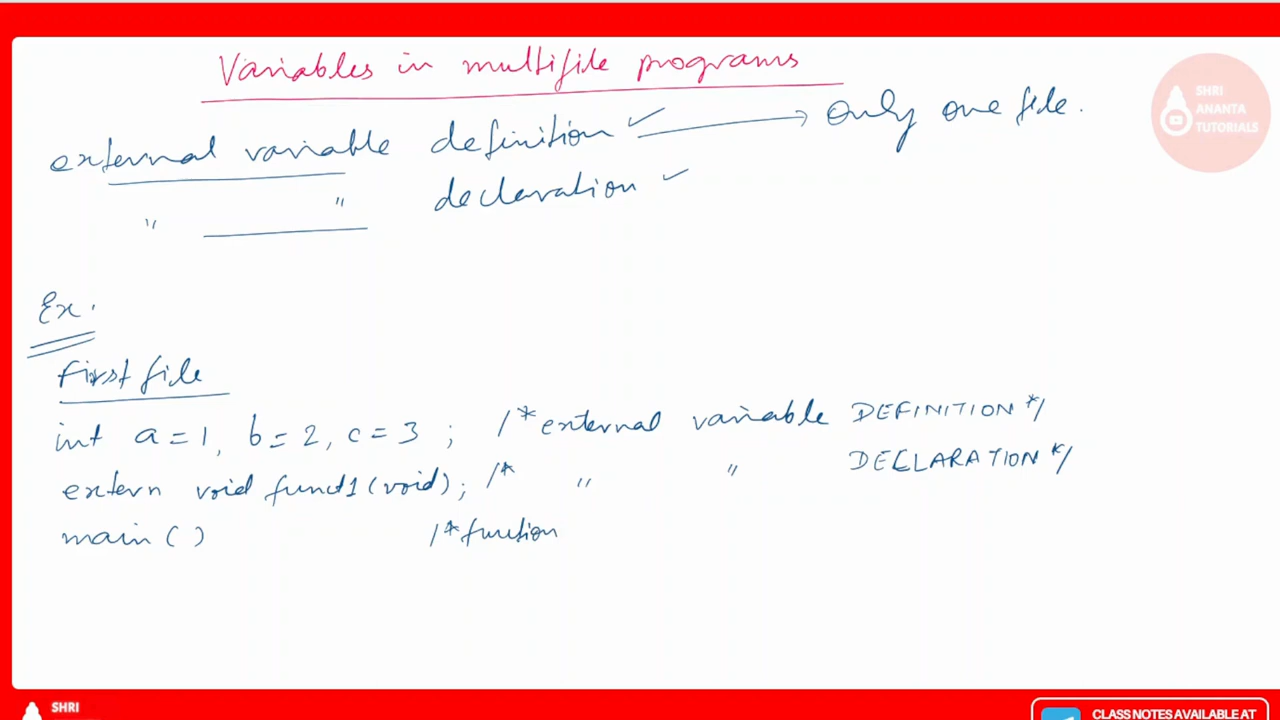 Variables in multifile programs
external variable definition ✓ → Only one file.
" " declaration ✓
Ex.
First file
int a = 1, b = 2, c = 3 ; /* external variable DEFINITION */
extern void funct1 (void); /* " " DECLARATION */
main ( ) /* function
SHRI
ANANTA
TUTORIALS
SHRI
CLASS NOTES AVAILABLE AT